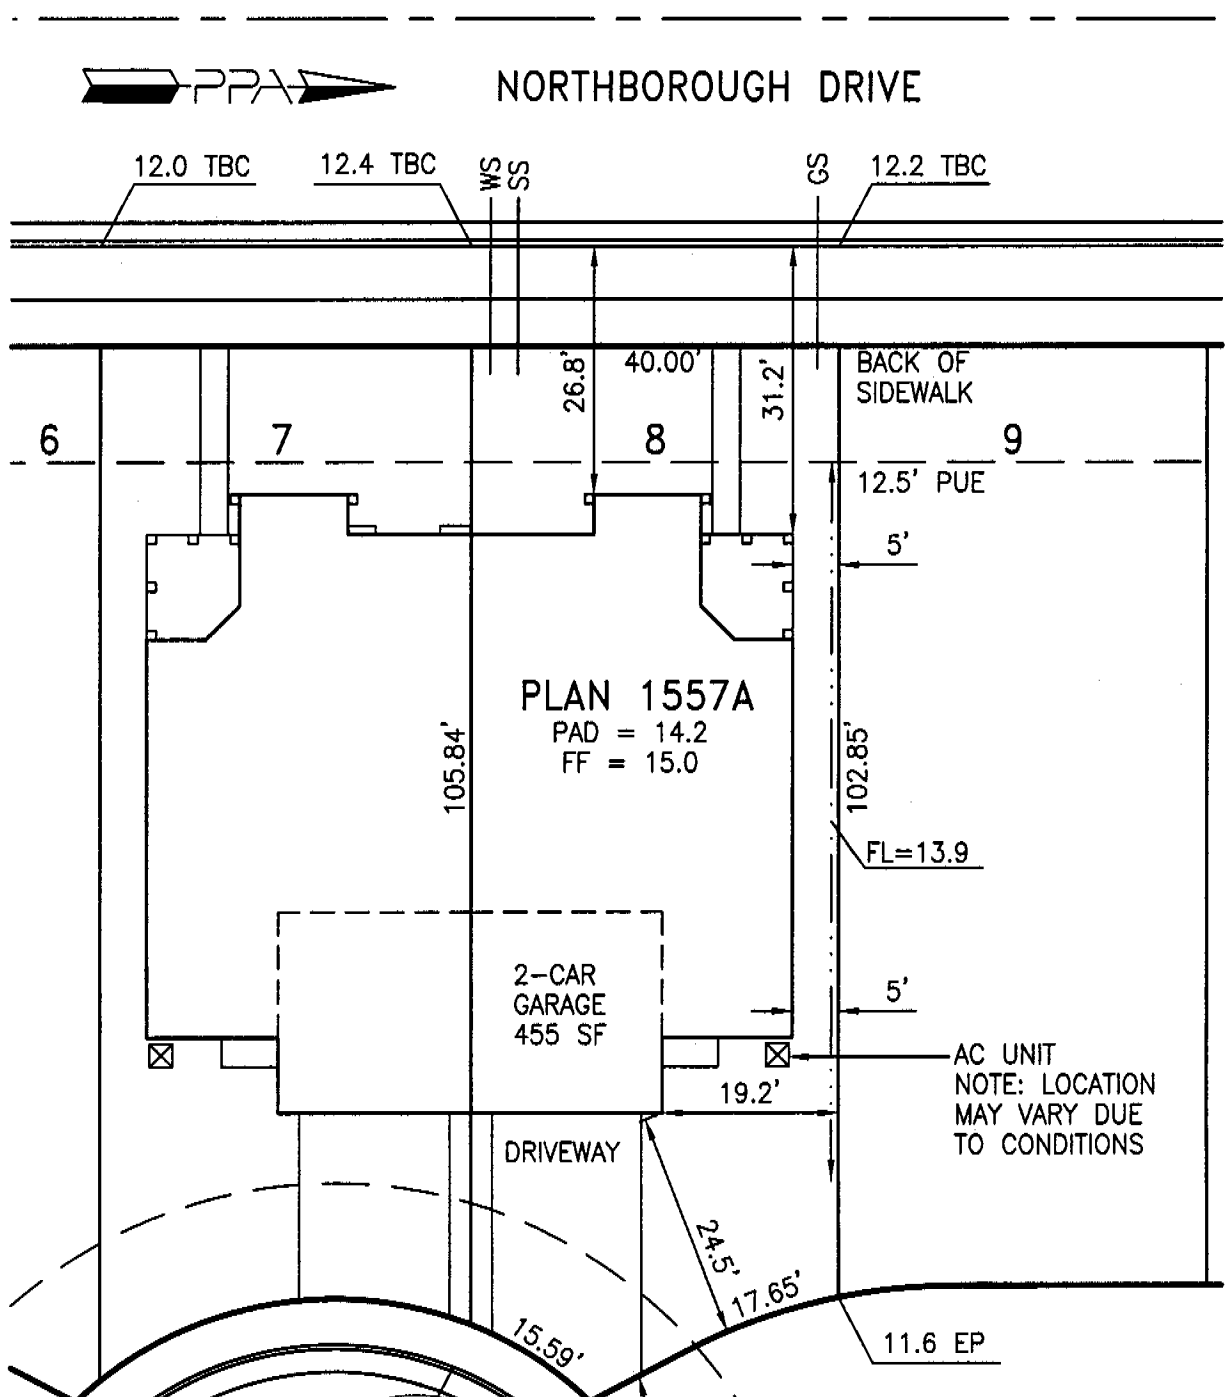 PPA
NORTHBOROUGH DRIVE
12.0 TBC
12.4 TBC
WS
SS
GS
12.2 TBC
26.8'
40.00'
31.2'
BACK OF
SIDEWALK
6
7
8
9
12.5' PUE
5'
PLAN 1557A
PAD = 14.2
FF = 15.0
105.84'
102.85'
FL=13.9
2-CAR
GARAGE
455 SF
5'
AC UNIT
NOTE: LOCATION
MAY VARY DUE
TO CONDITIONS
19.2'
DRIVEWAY
24.5'
17.65'
15.59'
11.6 EP